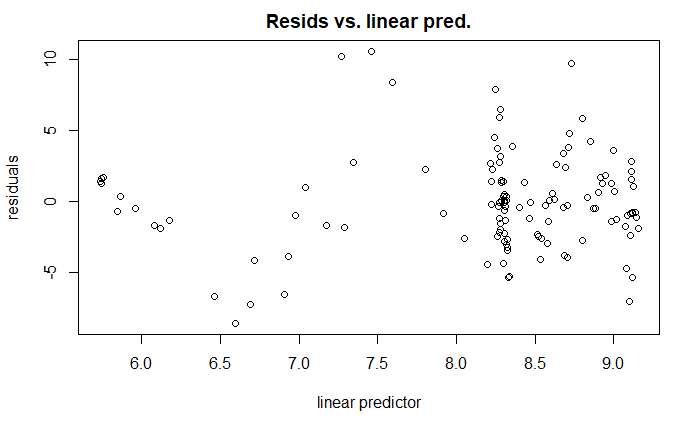 Resids vs. linear pred.
residuals
10
5
0
-5
6.0 6.5 7.0 7.5 8.0 8.5 9.0
linear predictor